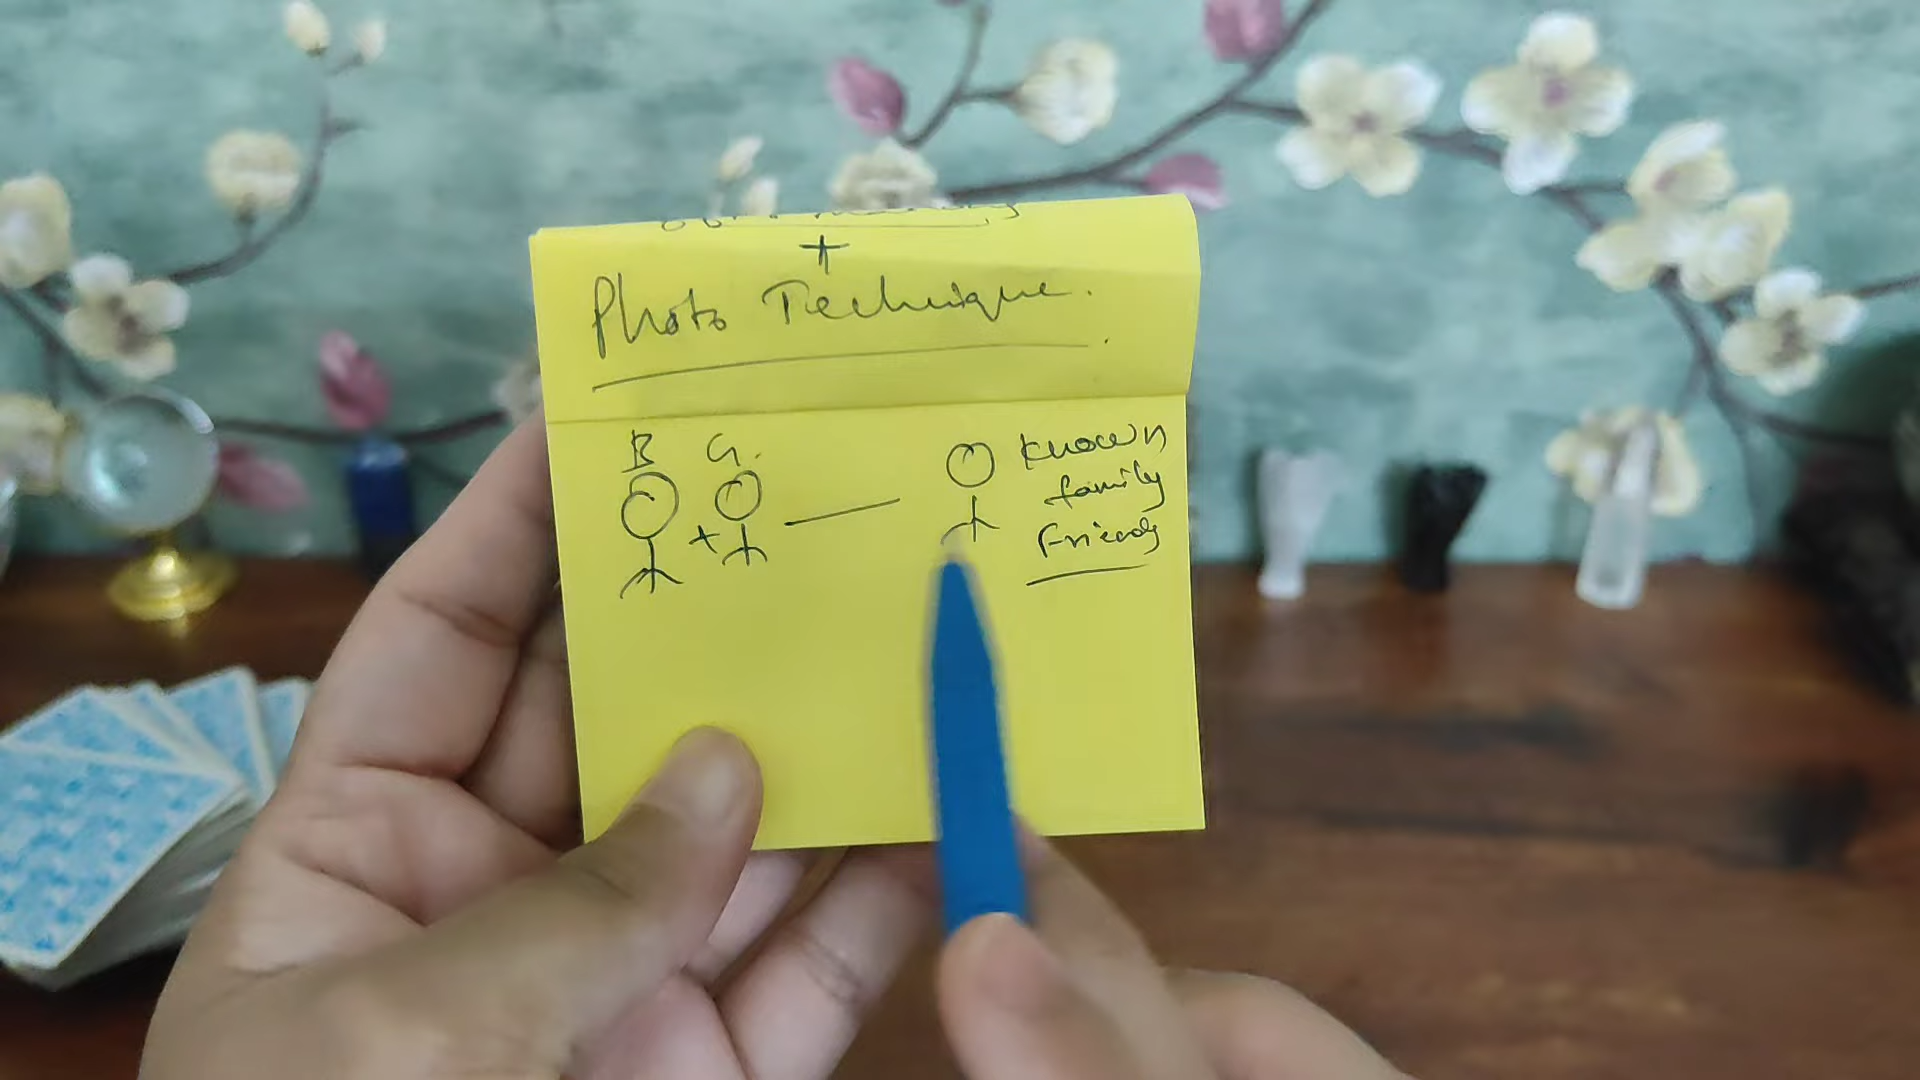 +
Photo Technique.
B G.
+
known
family
Friends